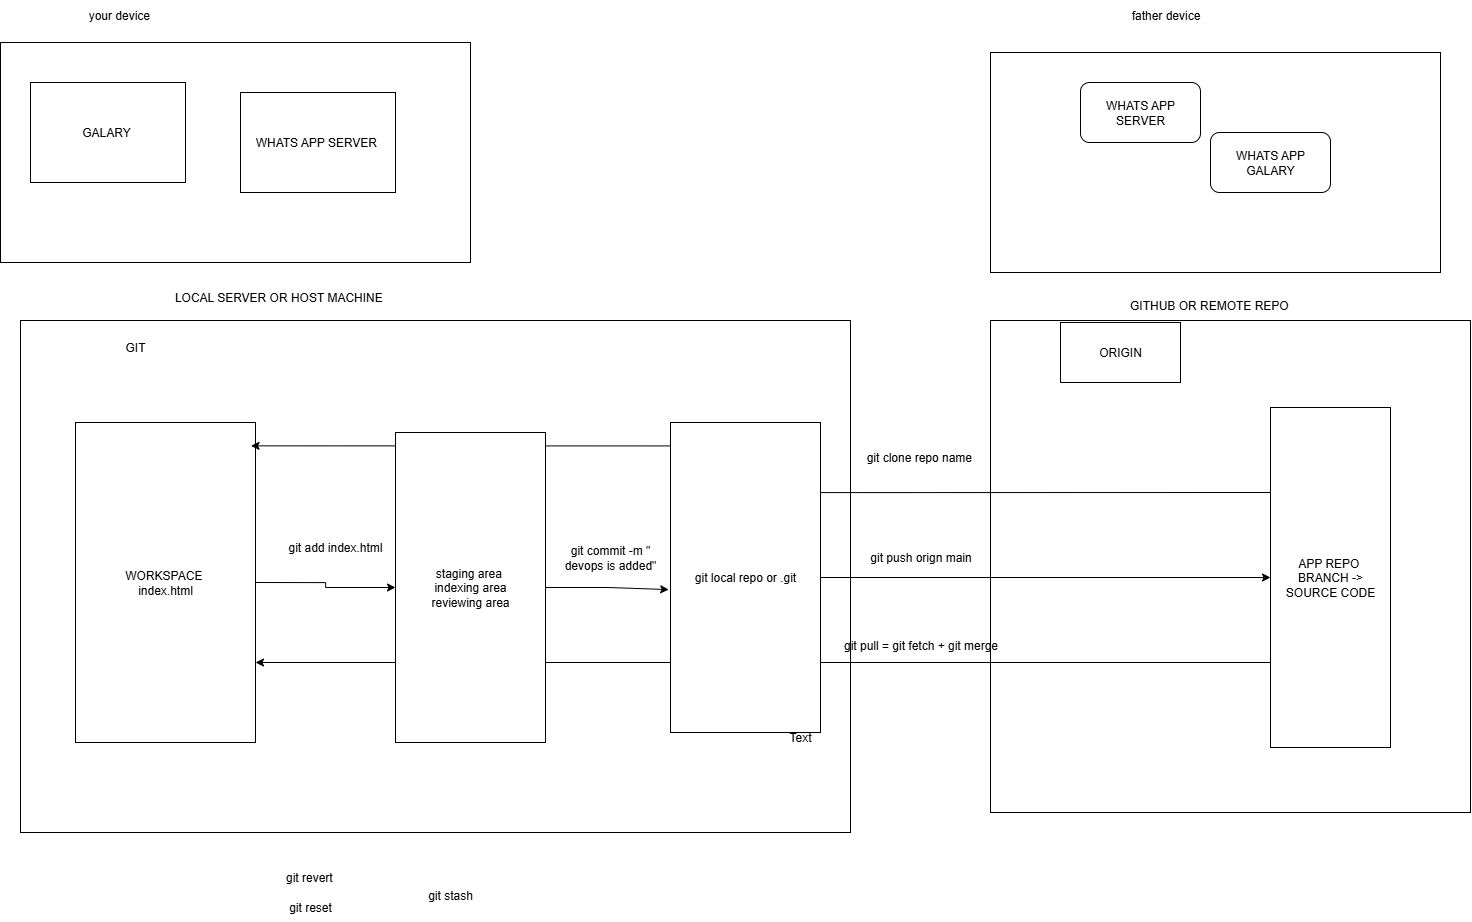 your device
father device
GALARY
WHATS APP SERVER
WHATS APP
SERVER
WHATS APP
GALARY
LOCAL SERVER OR HOST MACHINE
GITHUB OR REMOTE REPO
GIT
ORIGIN
git clone repo name
git add index.html
git commit -m "
devops is added"
git push orign main
WORKSPACE
index.html
staging area
indexing area
reviewing area
git local repo or .git
APP REPO
BRANCH ->
SOURCE CODE
git pull = git fetch + git merge
Text
git revert
git stash
git reset